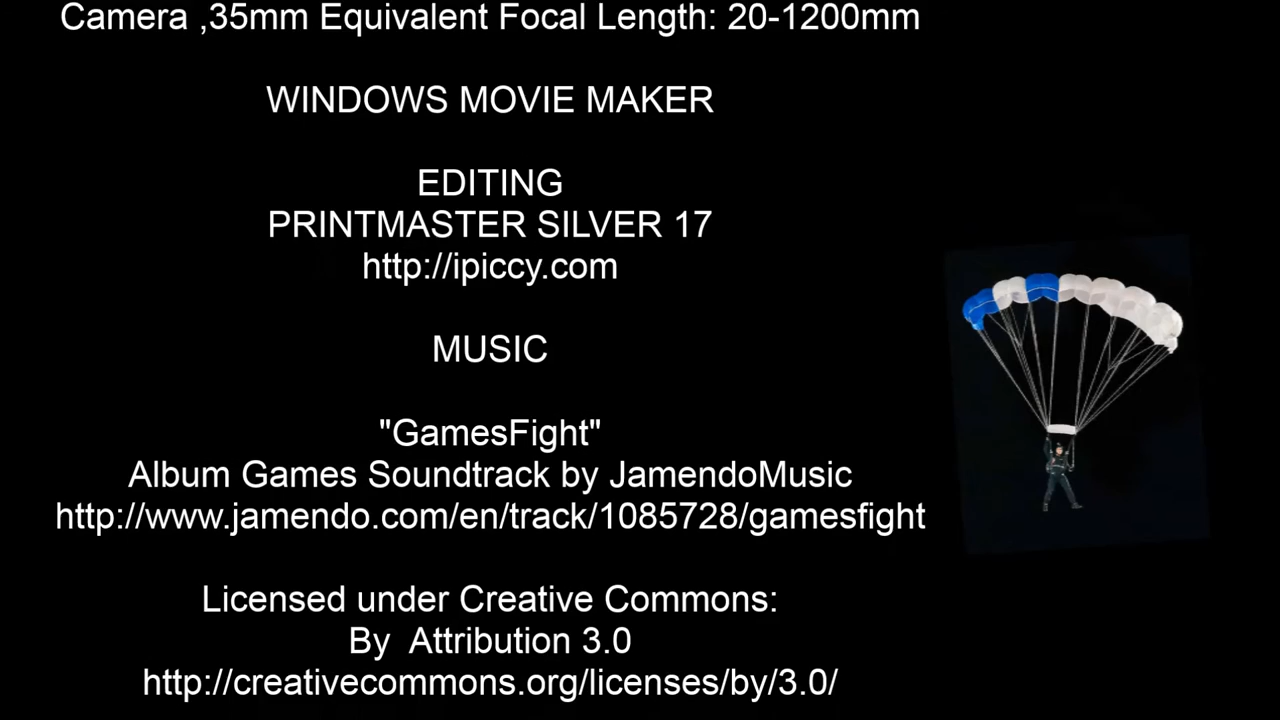 Camera ,35mm Equivalent Focal Length: 20-1200mm
WINDOWS MOVIE MAKER
EDITING
PRINTMASTER SILVER 17
http://ipiccy.com
MUSIC
"GamesFight"
Album Games Soundtrack by JamendoMusic
http://www.jamendo.com/en/track/1085728/gamesfight
Licensed under Creative Commons:
By  Attribution 3.0
http://creativecommons.org/licenses/by/3.0/